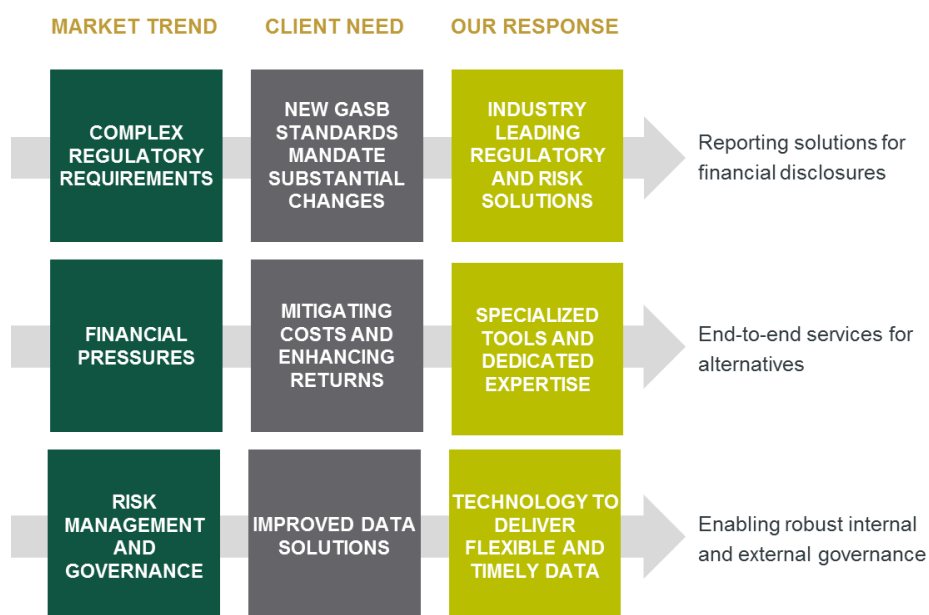 MARKET TREND
CLIENT NEED
OUR RESPONSE
COMPLEX
REGULATORY
REQUIREMENTS
NEW GASB
STANDARDS
MANDATE
SUBSTANTIAL
CHANGES
INDUSTRY
LEADING
REGULATORY
AND RISK
SOLUTIONS
Reporting solutions for
financial disclosures
FINANCIAL
PRESSURES
MITIGATING
COSTS AND
ENHANCING
RETURNS
SPECIALIZED
TOOLS AND
DEDICATED
EXPERTISE
End-to-end services for
alternatives
RISK
MANAGEMENT
AND
GOVERNANCE
IMPROVED DATA
SOLUTIONS
TECHNOLOGY TO
DELIVER
FLEXIBLE AND
TIMELY DATA
Enabling robust internal
and external governance